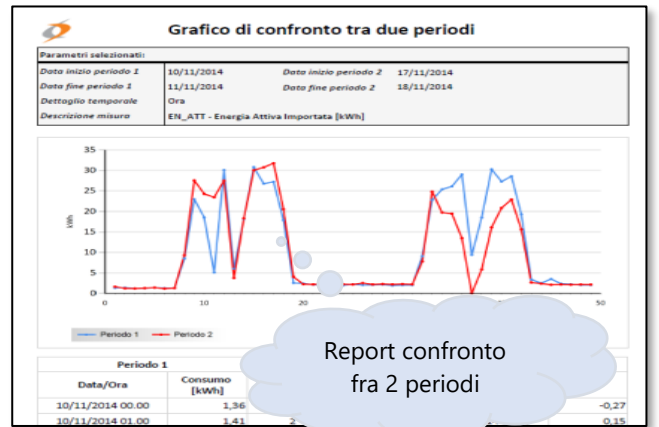 Grafico di confronto tra due periodi
Parametri selezionati:
Data inizio periodo 1 10/11/2014 Data inizio periodo 2 17/11/2014
Data fine periodo 1 11/11/2014 Data fine periodo 2 18/11/2014
Dettaglio temporale Ora
Descrizione misura EN_ATT - Energia Attiva Importata [kWh]
35
30
25
20
15
10
5
0
kWh
0 10 20 50
Periodo 1 Periodo 2
Report confronto
fra 2 periodi
Periodo 1
Data/Ora Consumo
[kWh]
10/11/2014 00.00 1,36 -0,27
10/11/2014 01.00 1,41 2 0,15